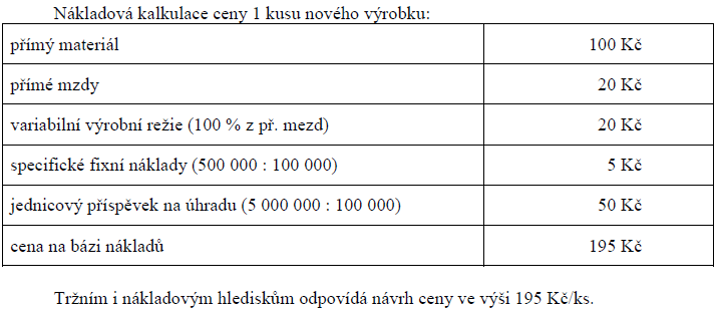 Nákladová kalkulace ceny 1 kusu nového výrobku:
přímý materiál 100 Kč
přímé mzdy 20 Kč
variabilní výrobní režie (100 % z př. mezd) 20 Kč
specifické fixní náklady (500 000 : 100 000) 5 Kč
jednicový příspěvek na úhradu (5 000 000 : 100 000) 50 Kč
cena na bázi nákladů 195 Kč
Tržním i nákladovým hlediskům odpovídá návrh ceny ve výši 195 Kč/ks.